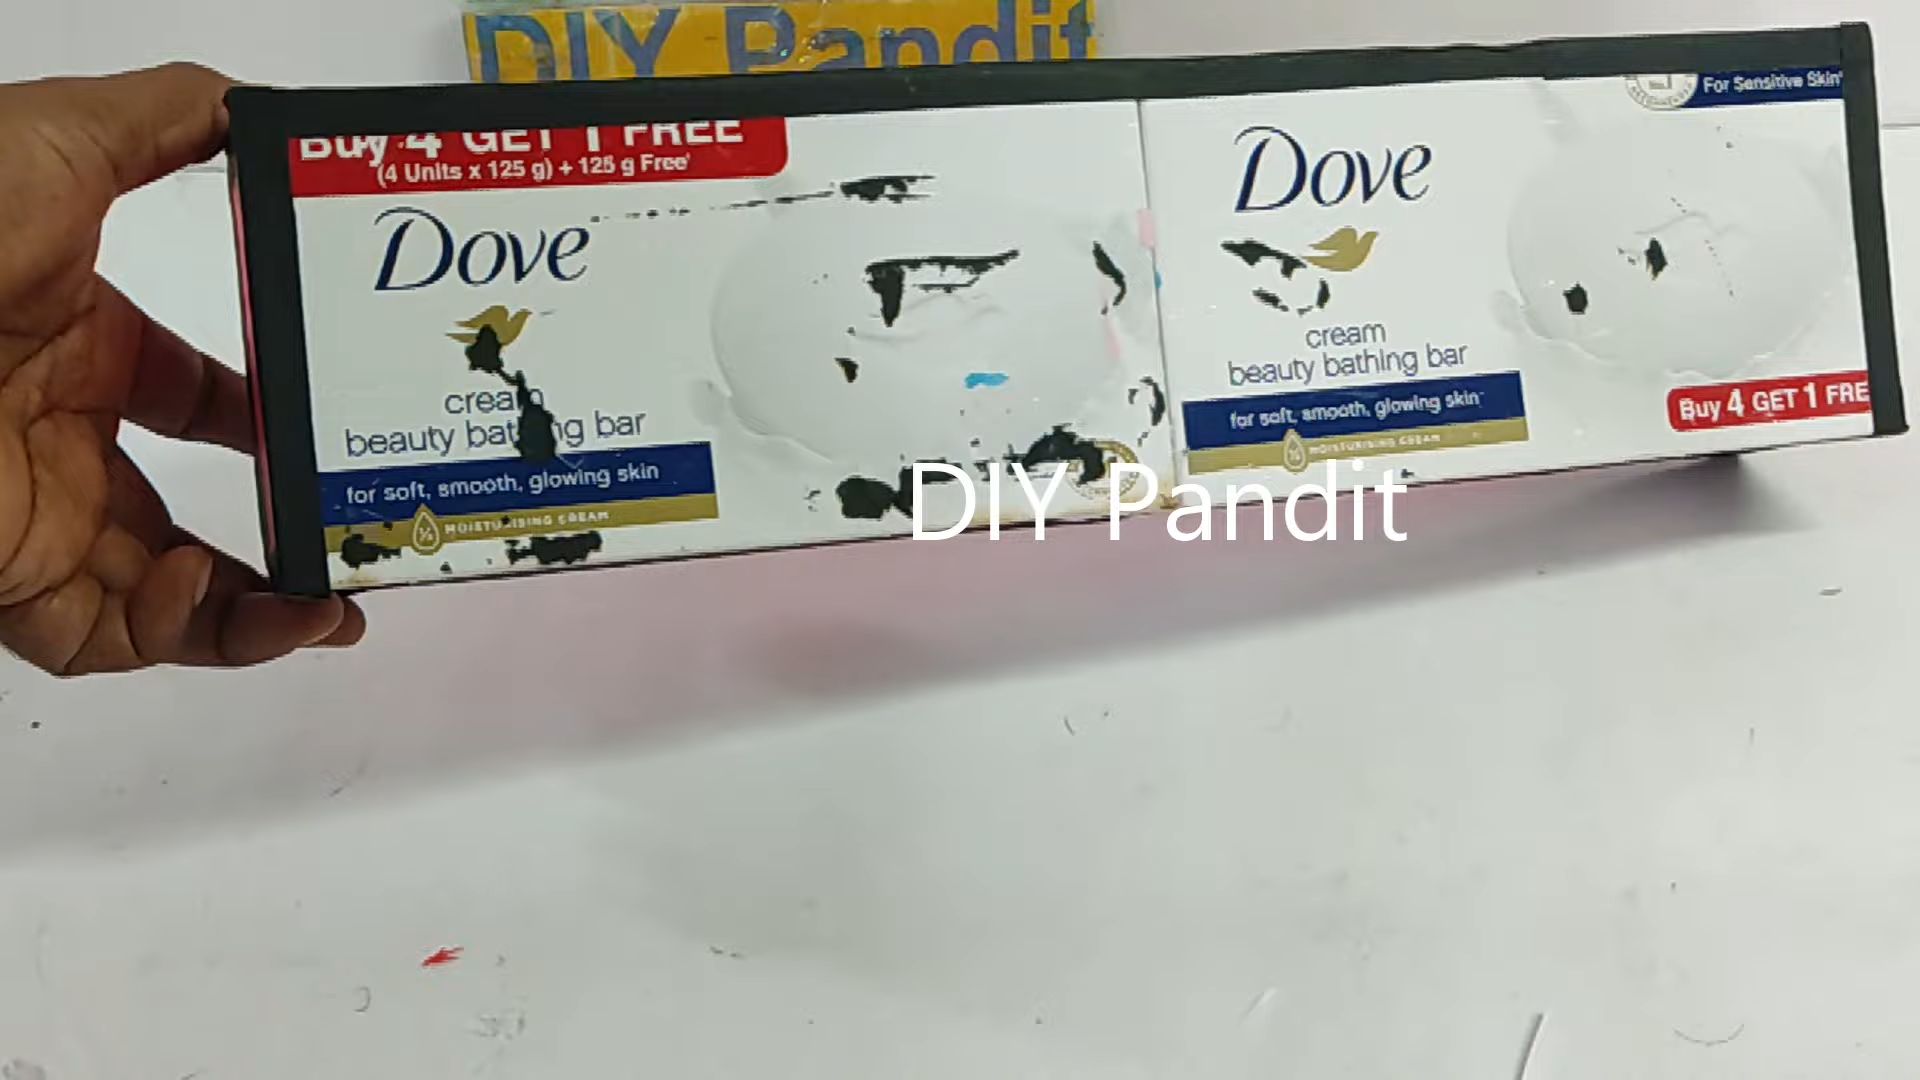 DIY Pandit
Buy 4 GET 1 FREE
(4 Units x 125 g) + 125 g Free
Dove
cream
beauty bathing bar
for soft, smooth, glowing skin
MOISTURISING CREAM
For Sensitive Skin
Dove
cream
beauty bathing bar
for soft, smooth, glowing skin
MOISTURISING CREAM
Buy 4 GET 1 FRE
DIY Pandit